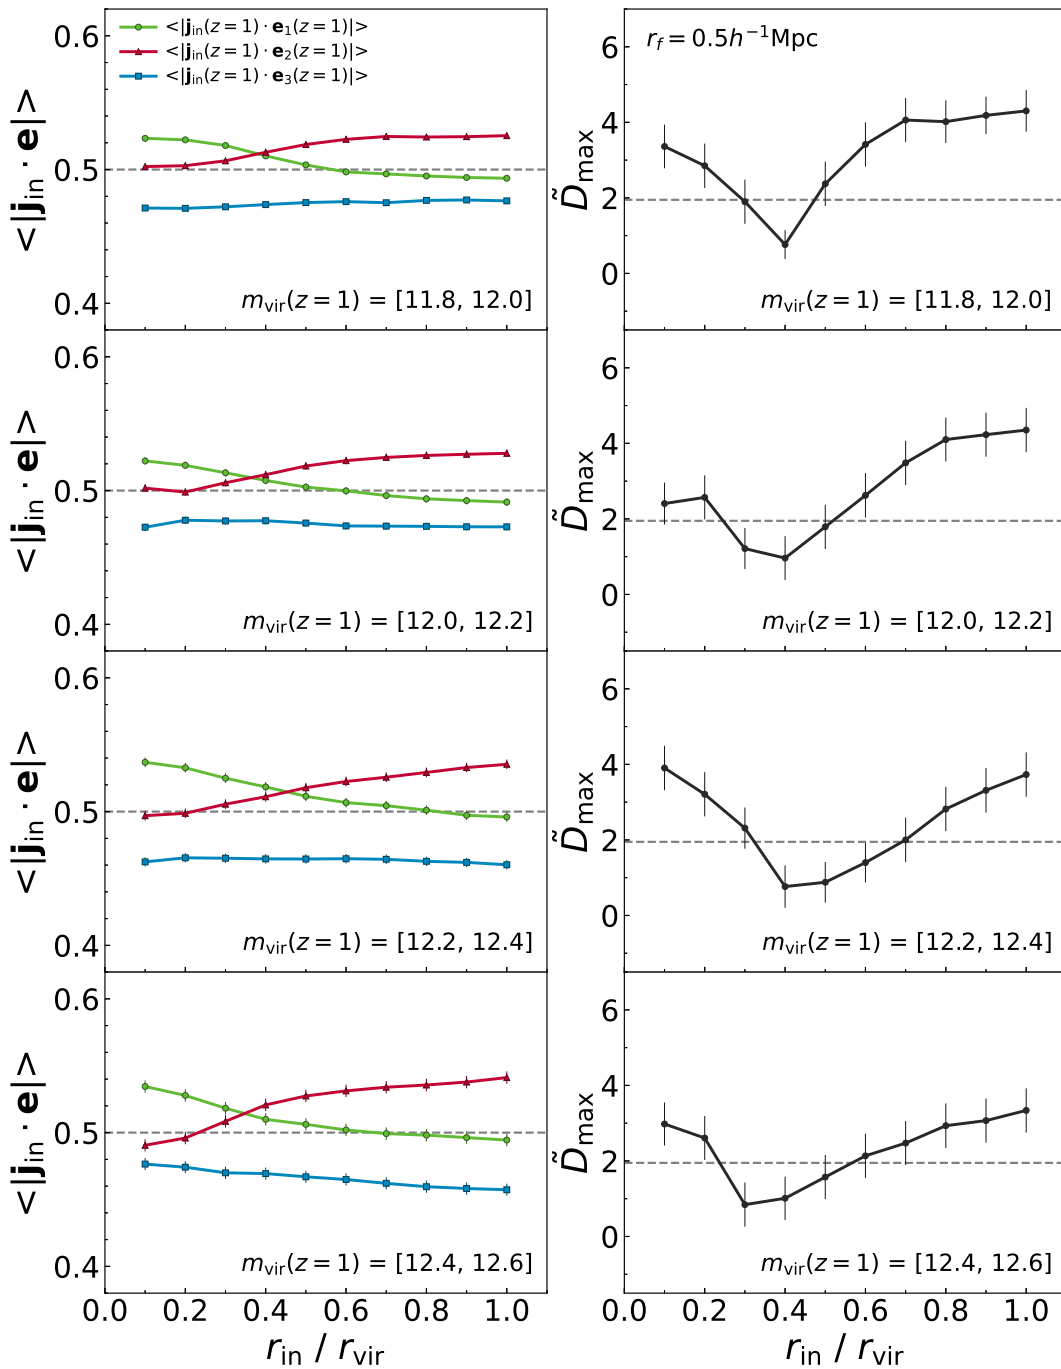 <|j_in(z = 1) · e_1(z = 1)|>
<|j_in(z = 1) · e_2(z = 1)|>
<|j_in(z = 1) · e_3(z = 1)|>
0.6
0.5
0.4
<|j_in · e|>
m_vir(z = 1) = [11.8, 12.0]
r_f = 0.5h^−1Mpc
6
4
2
0
D̃_max
m_vir(z = 1) = [11.8, 12.0]
0.6
0.5
0.4
<|j_in · e|>
m_vir(z = 1) = [12.0, 12.2]
6
4
2
0
D̃_max
m_vir(z = 1) = [12.0, 12.2]
0.6
0.5
0.4
<|j_in · e|>
m_vir(z = 1) = [12.2, 12.4]
6
4
2
0
D̃_max
m_vir(z = 1) = [12.2, 12.4]
0.6
0.5
0.4
<|j_in · e|>
m_vir(z = 1) = [12.4, 12.6]
6
4
2
0
D̃_max
m_vir(z = 1) = [12.4, 12.6]
0.0 0.2 0.4 0.6 0.8 1.0
r_in / r_vir
0.0 0.2 0.4 0.6 0.8 1.0
r_in / r_vir